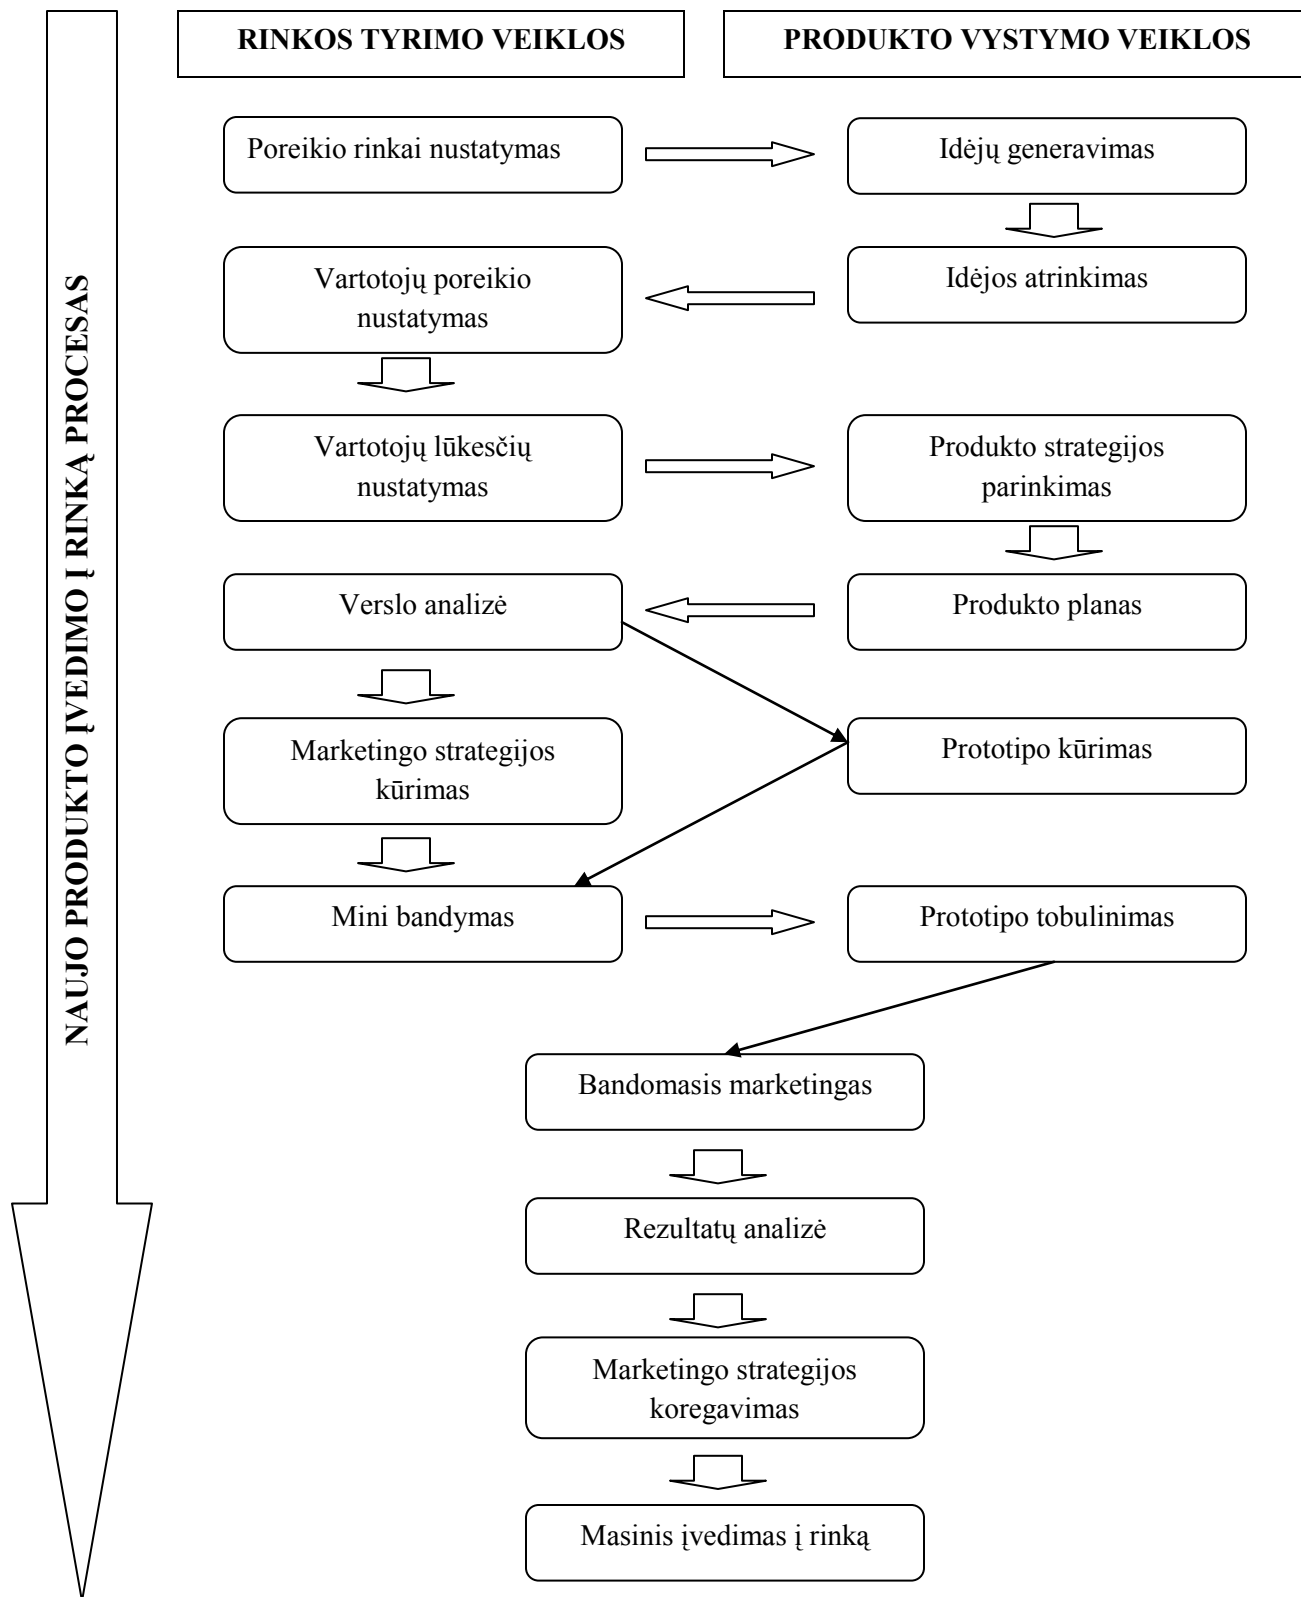 NAUJO PRODUKTO ĮVEDIMO Į RINKĄ PROCESAS
RINKOS TYRIMO VEIKLOS
PRODUKTO VYSTYMO VEIKLOS
Poreikio rinkai nustatymas
Idėjų generavimas
Vartotojų poreikio
nustatymas
Idėjos atrinkimas
Vartotojų lūkesčių
nustatymas
Produkto strategijos
parinkimas
Verslo analizė
Produkto planas
Marketingo strategijos
kūrimas
Prototipo kūrimas
Mini bandymas
Prototipo tobulinimas
Bandomasis marketingas
Rezultatų analizė
Marketingo strategijos
koregavimas
Masinis įvedimas į rinką